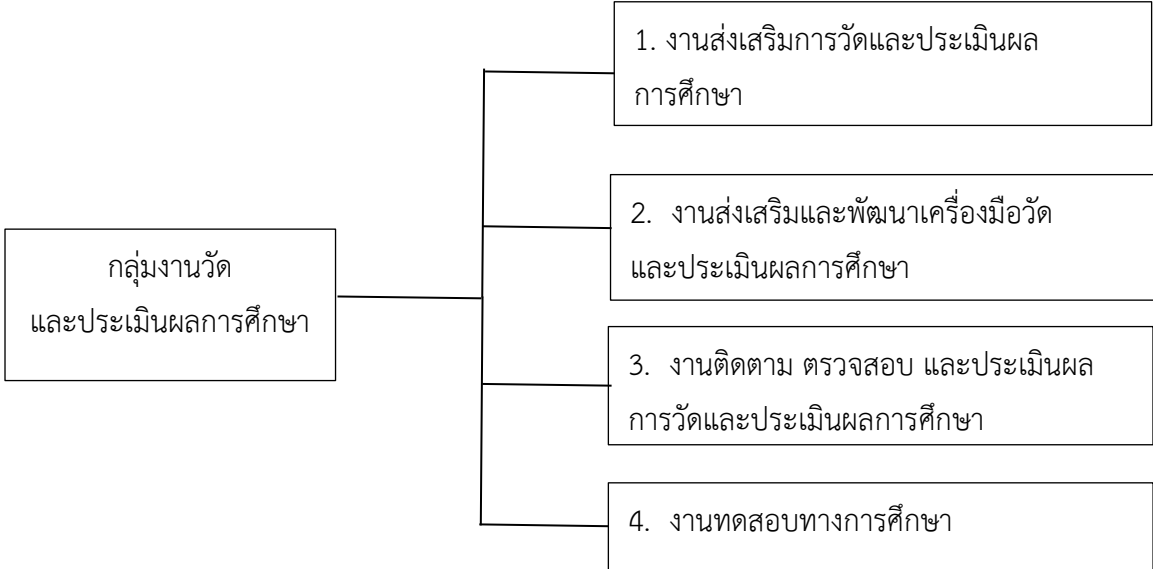 กลุ่มงานวัด
และประเมินผลการศึกษา
1. งานส่งเสริมการวัดและประเมินผล
การศึกษา
2. งานส่งเสริมและพัฒนาเครื่องมือวัด
และประเมินผลการศึกษา
3. งานติดตาม ตรวจสอบ และประเมินผล
การวัดและประเมินผลการศึกษา
4. งานทดสอบทางการศึกษา